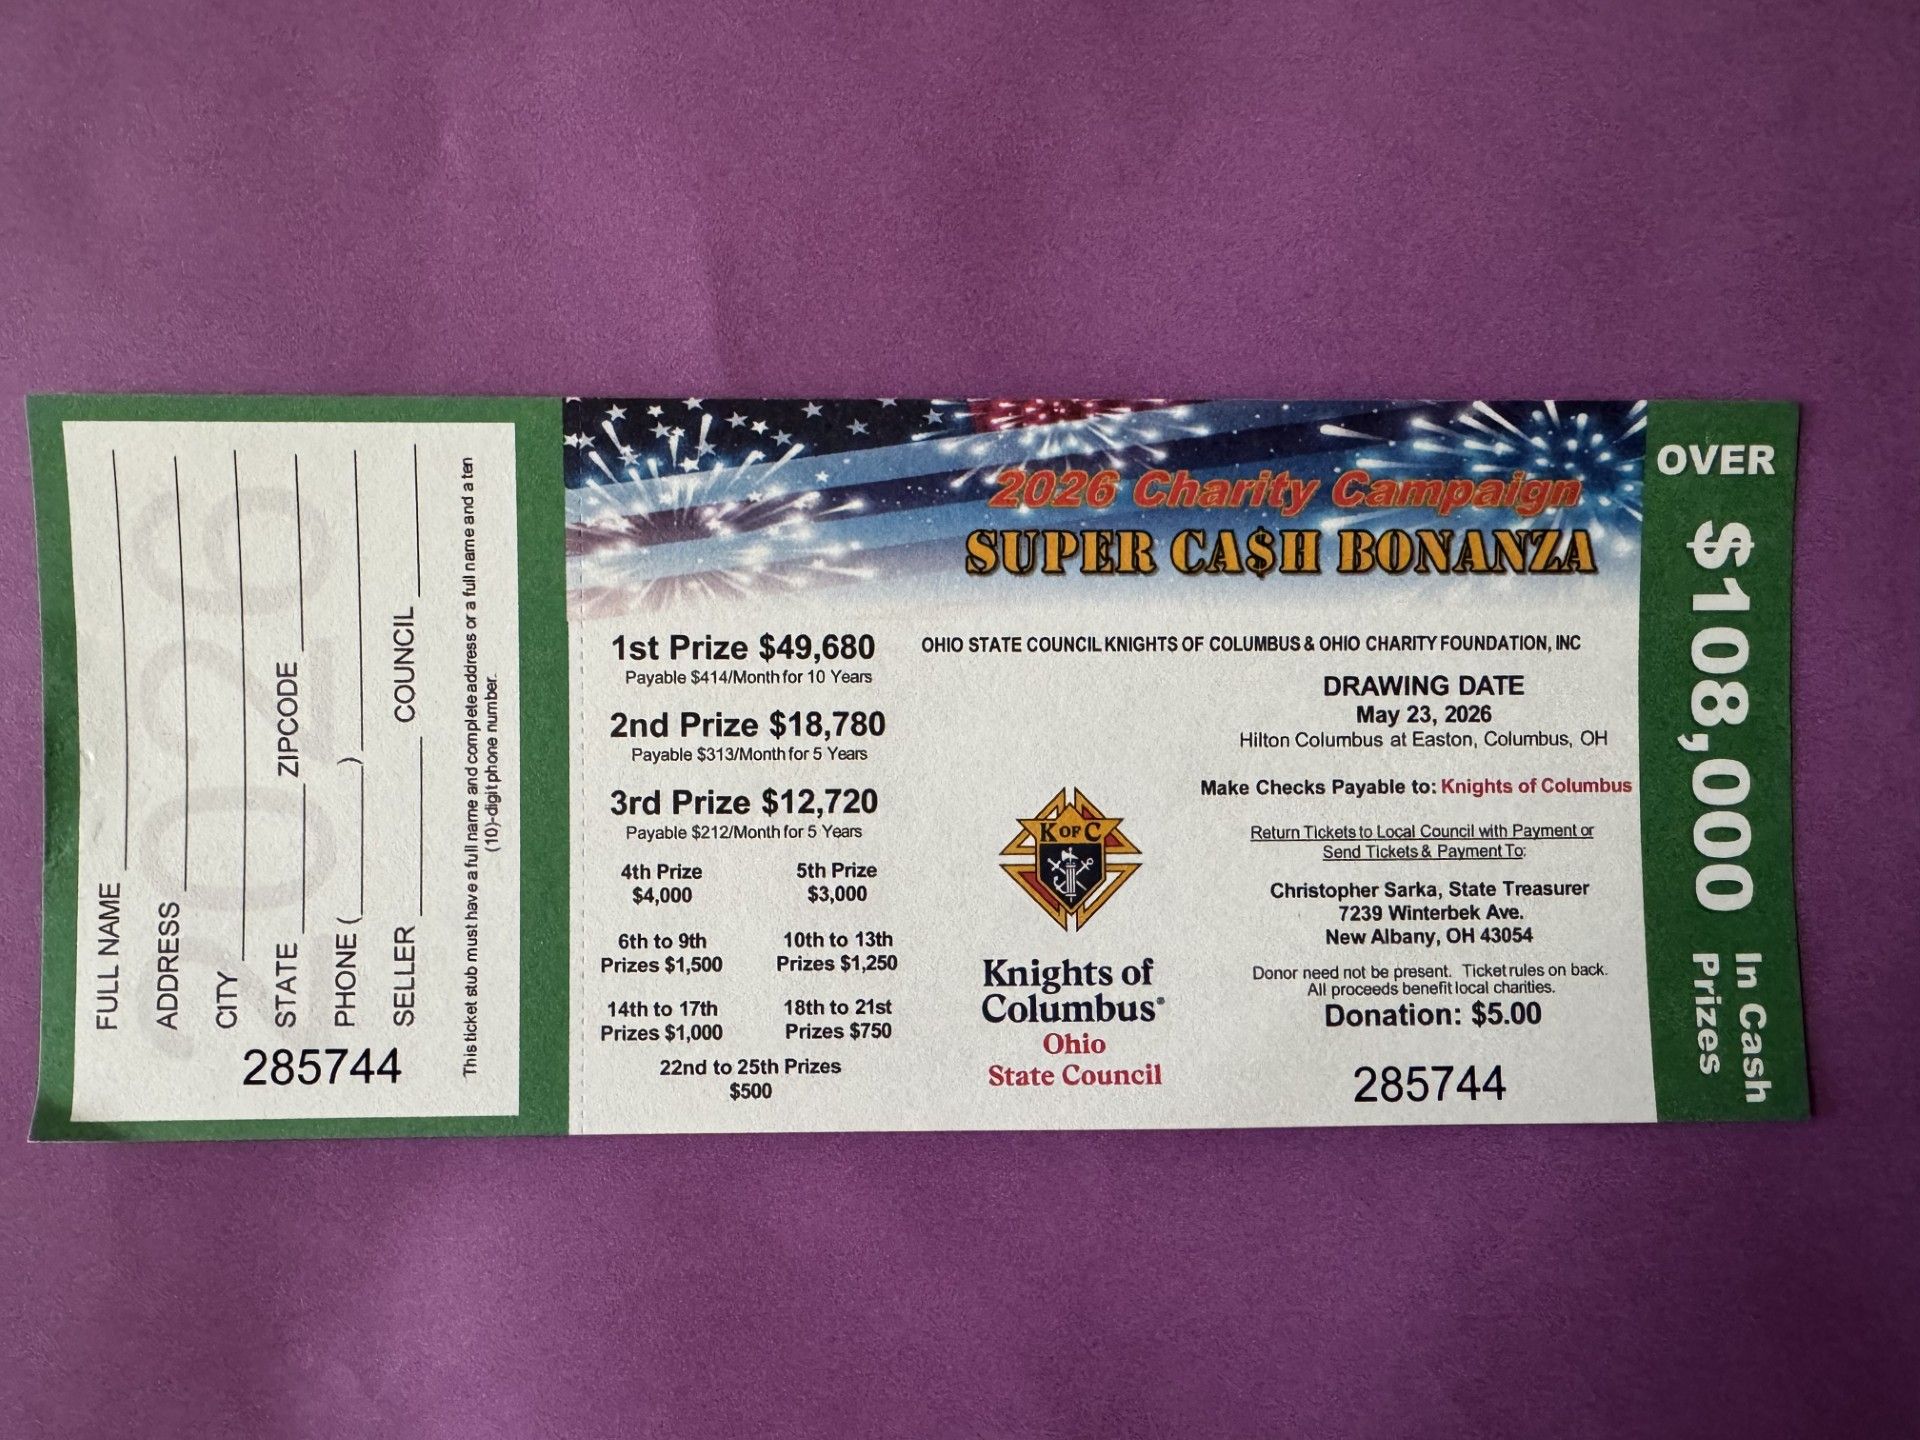 FULL NAME
ADDRESS
CITY
STATE ZIPCODE
PHONE ( )
SELLER COUNCIL
This ticket stub must have a full name and complete address or a full name and a ten
(10)-digit phone number.
2026
285744
2026 Charity Campaign
SUPER CA$H BONANZA
1st Prize $49,680
Payable $414/Month for 10 Years
2nd Prize $18,780
Payable $313/Month for 5 Years
3rd Prize $12,720
Payable $212/Month for 5 Years
4th Prize
$4,000
5th Prize
$3,000
6th to 9th
Prizes $1,500
10th to 13th
Prizes $1,250
14th to 17th
Prizes $1,000
18th to 21st
Prizes $750
22nd to 25th Prizes
$500
OHIO STATE COUNCIL KNIGHTS OF COLUMBUS & OHIO CHARITY FOUNDATION, INC
K OF C
Knights of
Columbus®
Ohio
State Council
DRAWING DATE
May 23, 2026
Hilton Columbus at Easton, Columbus, OH
Make Checks Payable to: Knights of Columbus
Return Tickets to Local Council with Payment or
Send Tickets & Payment To:
Christopher Sarka, State Treasurer
7239 Winterbek Ave.
New Albany, OH 43054
Donor need not be present. Ticket rules on back.
All proceeds benefit local charities.
Donation: $5.00
285744
OVER
$108,000
In Cash
Prizes